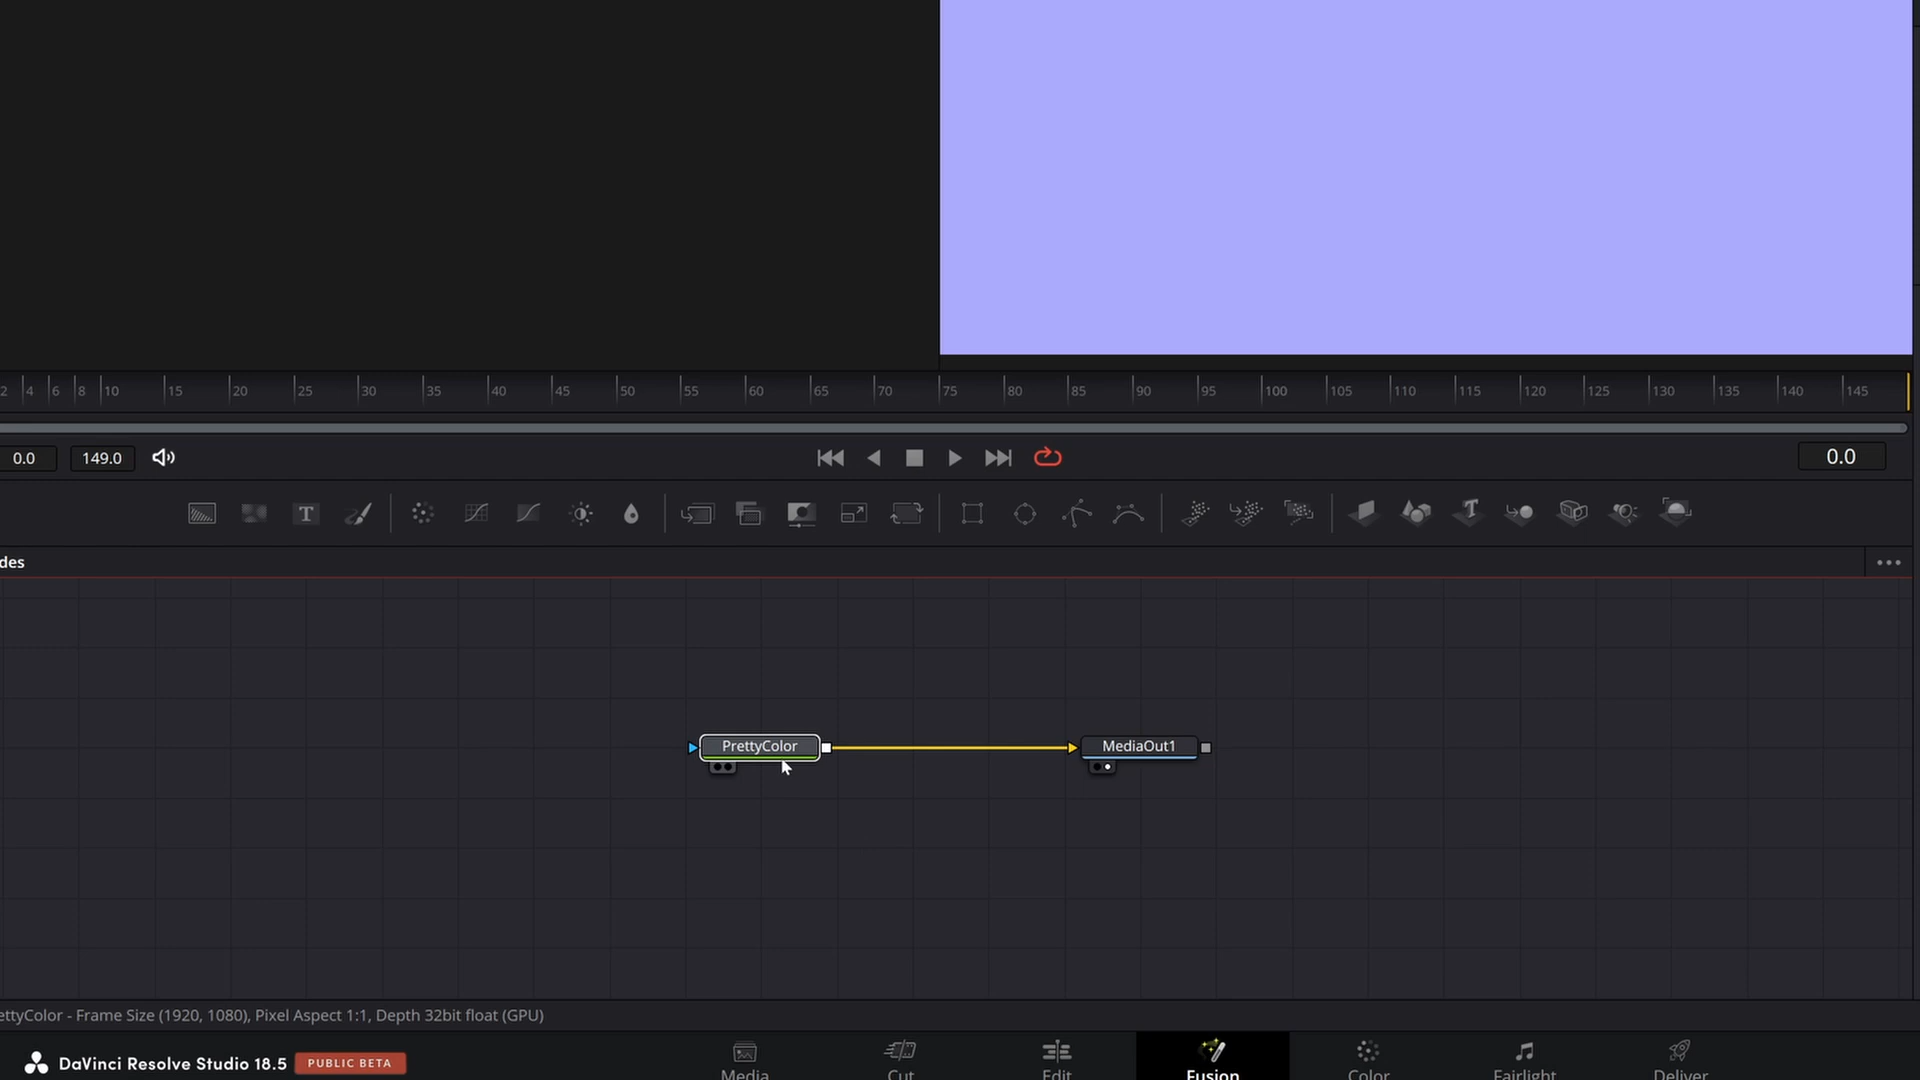 2 4 6 8 10 15 20 25 30 35 40 45 50 55 60 65 70 75 80 85 90 95 100 105 110 115 120 125 130 135 140 145
0.0 149.0 0.0
T T
des
PrettyColor MediaOut1
ettyColor - Frame Size (1920, 1080), Pixel Aspect 1:1, Depth 32bit float (GPU)
DaVinci Resolve Studio 18.5 PUBLIC BETA
Media Cut Edit Fusion Color Fairlight Deliver